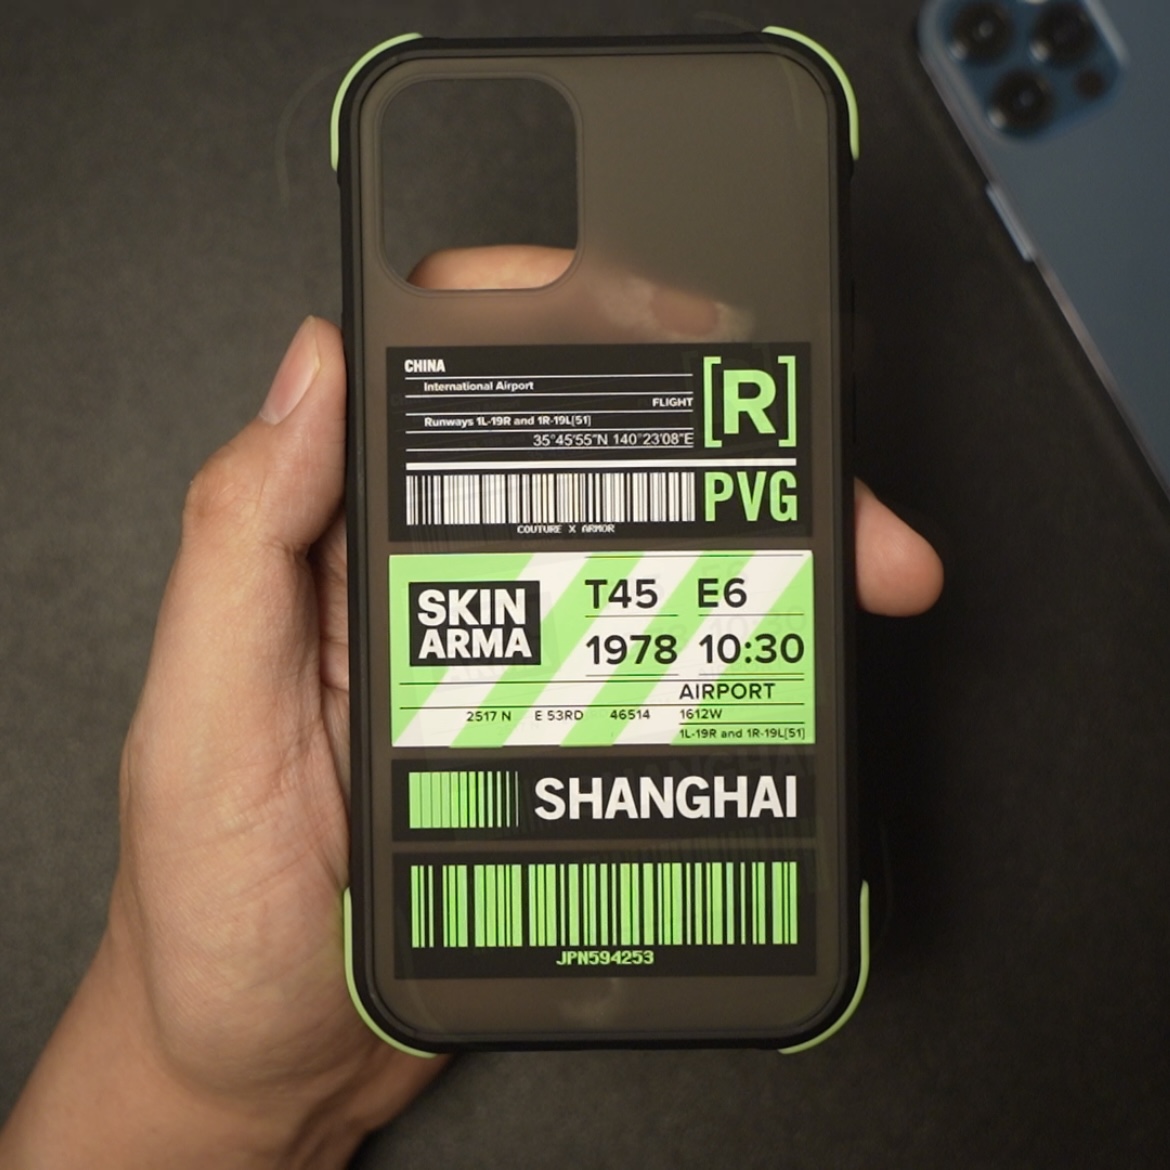 CHINA
International Airport
FLIGHT
Runways 1L-19R and 1R-19L[51]
35°45'55"N 140°23'08"E
[R]
PVG
COUTURE X ARMOR
SKIN
ARMA
T45 E6
1978 10:30
AIRPORT
2517 N E 53RD 46514 1612W
1L-19R and 1R-19L[51]
SHANGHAI
JPN594253